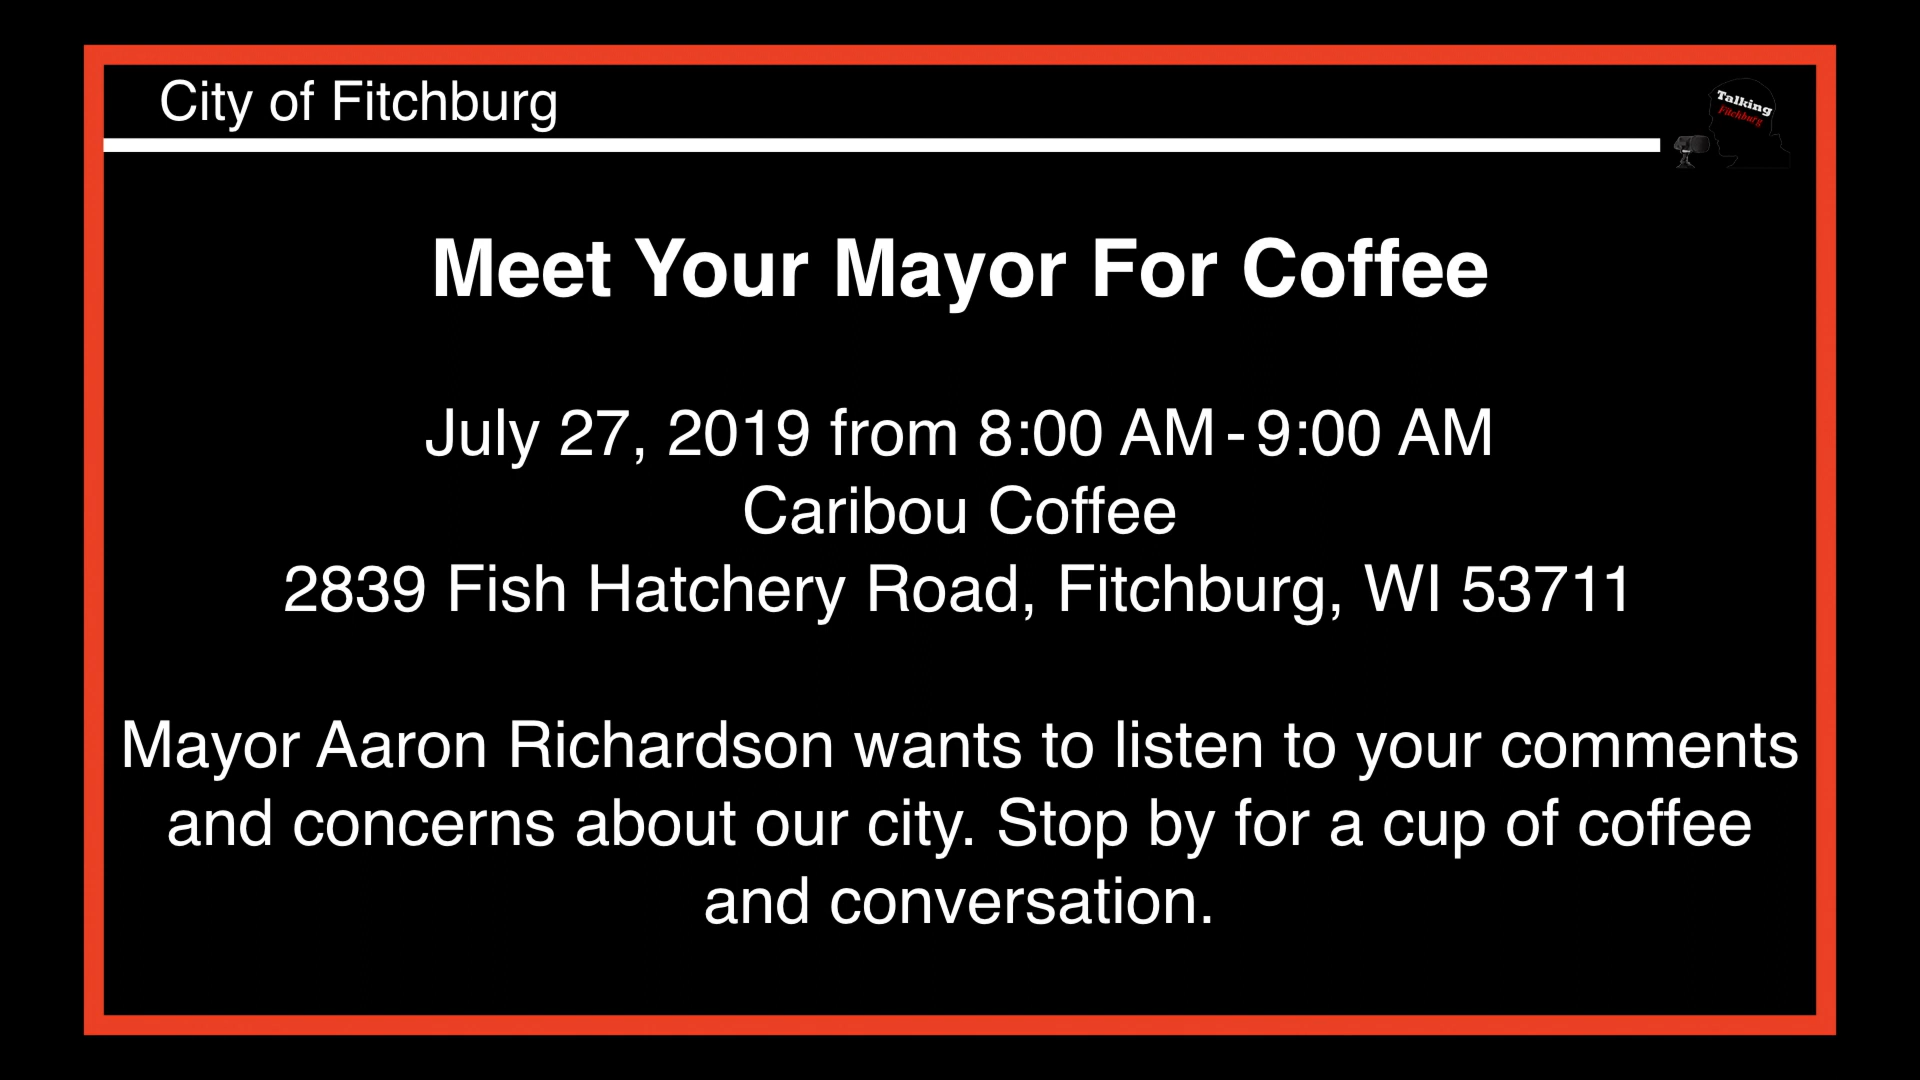 City of Fitchburg
Talking
Fitchburg
Meet Your Mayor For Coffee
July 27, 2019 from 8:00 AM - 9:00 AM
Caribou Coffee
2839 Fish Hatchery Road, Fitchburg, WI 53711
Mayor Aaron Richardson wants to listen to your comments
and concerns about our city. Stop by for a cup of coffee
and conversation.